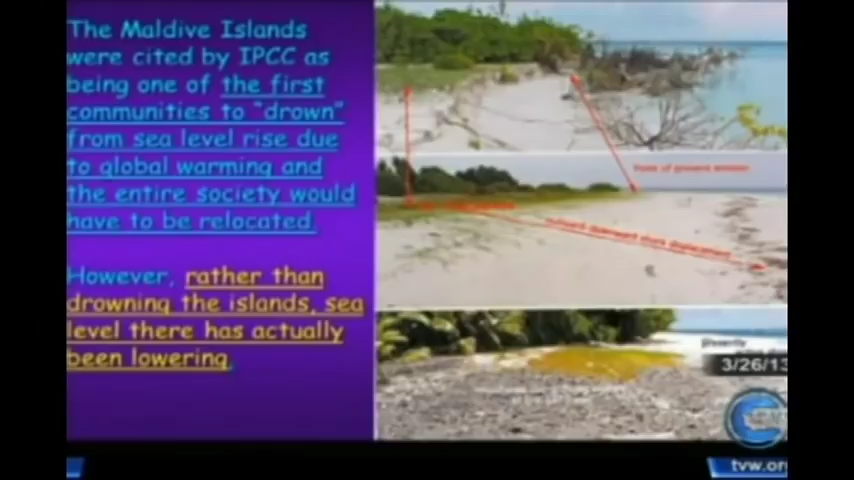 The Maldive Islands
were cited by IPCC as
being one of the first
communities to "drown"
from sea level rise due
to global warming and
the entire society would
have to be relocated.
However, rather than
drowning the islands, sea
level there has actually
been lowering.
3/26/13
tvw.or